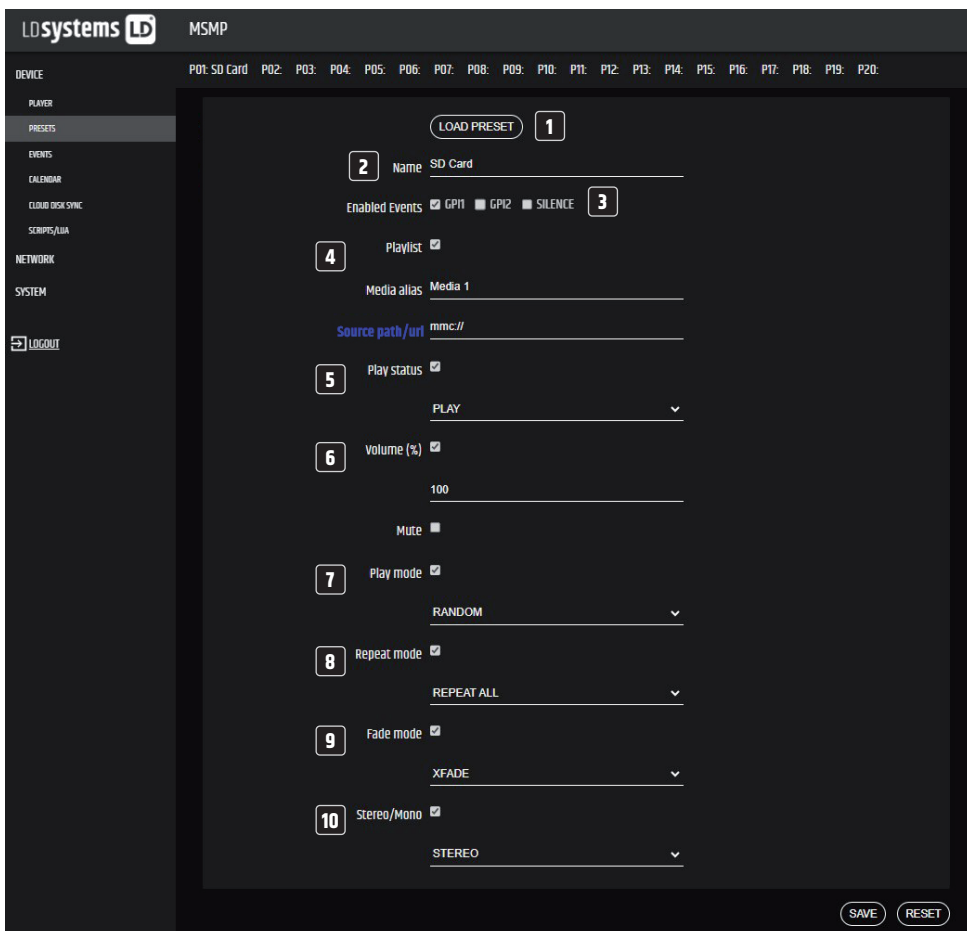 LD systems LD MSMP
DEVICE
P01: SD Card P02: P03: P04: P05: P06: P07: P08: P09: P10: P11: P12: P13: P14: P15: P16: P17: P18: P19: P20:
PLAYER
PRESETS
EVENTS
CALENDAR
CLOUD DISK SYNC
SCRIPTS/LUA
NETWORK
SYSTEM
LOGOUT
LOAD PRESET 1
2 Name SD Card
Enabled Events GPI1 GPI2 SILENCE 3
4 Playlist
Media alias Media 1
Source path/url mmc://
5 Play status
PLAY
6 Volume (%)
100
Mute
7 Play mode
RANDOM
8 Repeat mode
REPEAT ALL
9 Fade mode
XFADE
10 Stereo/Mono
STEREO
SAVE RESET